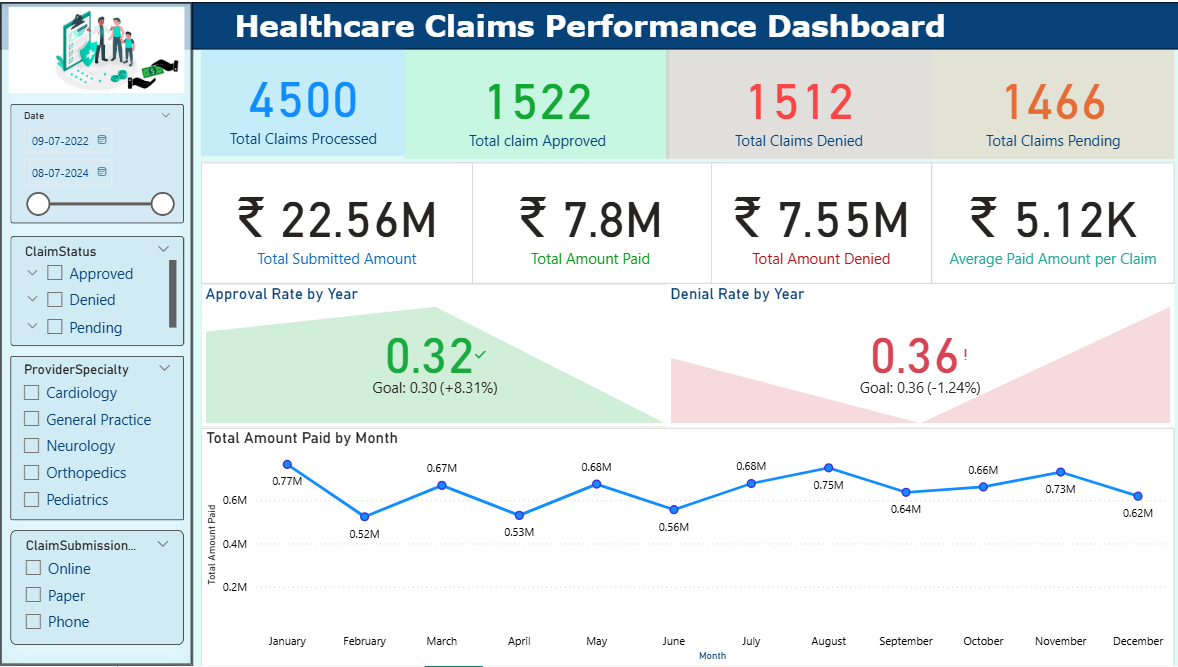 Healthcare Claims Performance Dashboard
4500
Total Claims Processed
1522
Total claim Approved
1512
Total Claims Denied
1466
Total Claims Pending
Date
09-07-2022
08-07-2024
₹ 22.56M
Total Submitted Amount
₹ 7.8M
Total Amount Paid
₹ 7.55M
Total Amount Denied
₹ 5.12K
Average Paid Amount per Claim
ClaimStatus
Approved
Denied
Pending
Approval Rate by Year
0.32
Goal: 0.30 (+8.31%)
Denial Rate by Year
0.36!
Goal: 0.36 (-1.24%)
ProviderSpecialty
Cardiology
General Practice
Neurology
Orthopedics
Pediatrics
ClaimSubmission...
Online
Paper
Phone
Total Amount Paid by Month
Total Amount Paid
0.6M
0.4M
0.2M
0.77M
0.52M
0.67M
0.53M
0.68M
0.56M
0.68M
0.75M
0.64M
0.66M
0.73M
0.62M
January February March April May June July August September October November December
Month